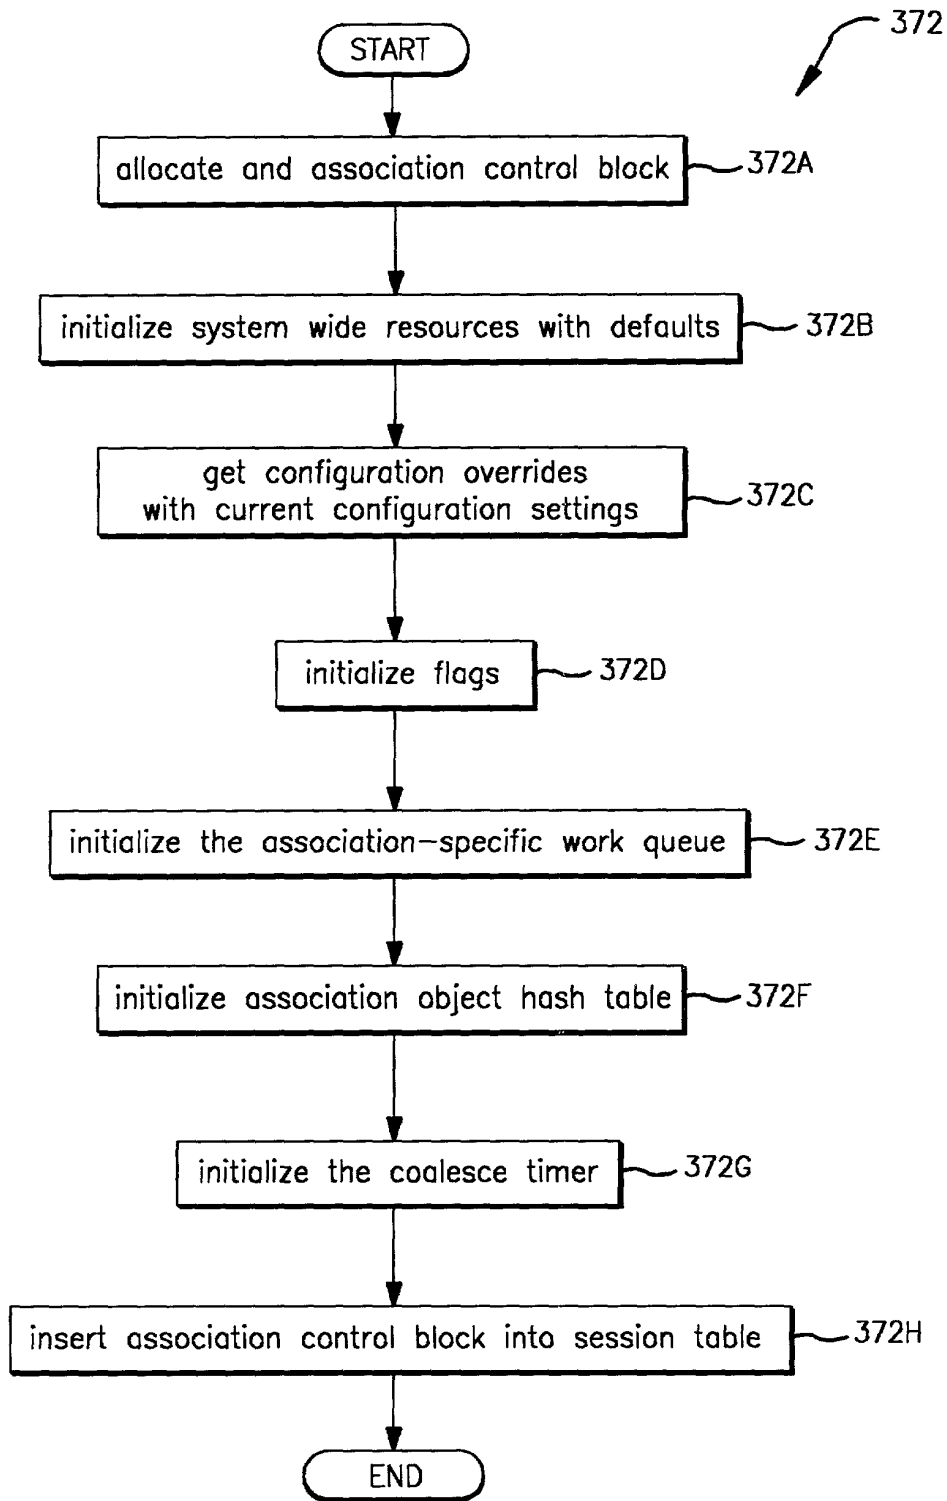 372
START
allocate and association control block
372A
initialize system wide resources with defaults
372B
get configuration overrides
with current configuration settings
372C
initialize flags
372D
initialize the association-specific work queue
372E
initialize association object hash table
372F
initialize the coalesce timer
372G
insert association control block into session table
372H
END